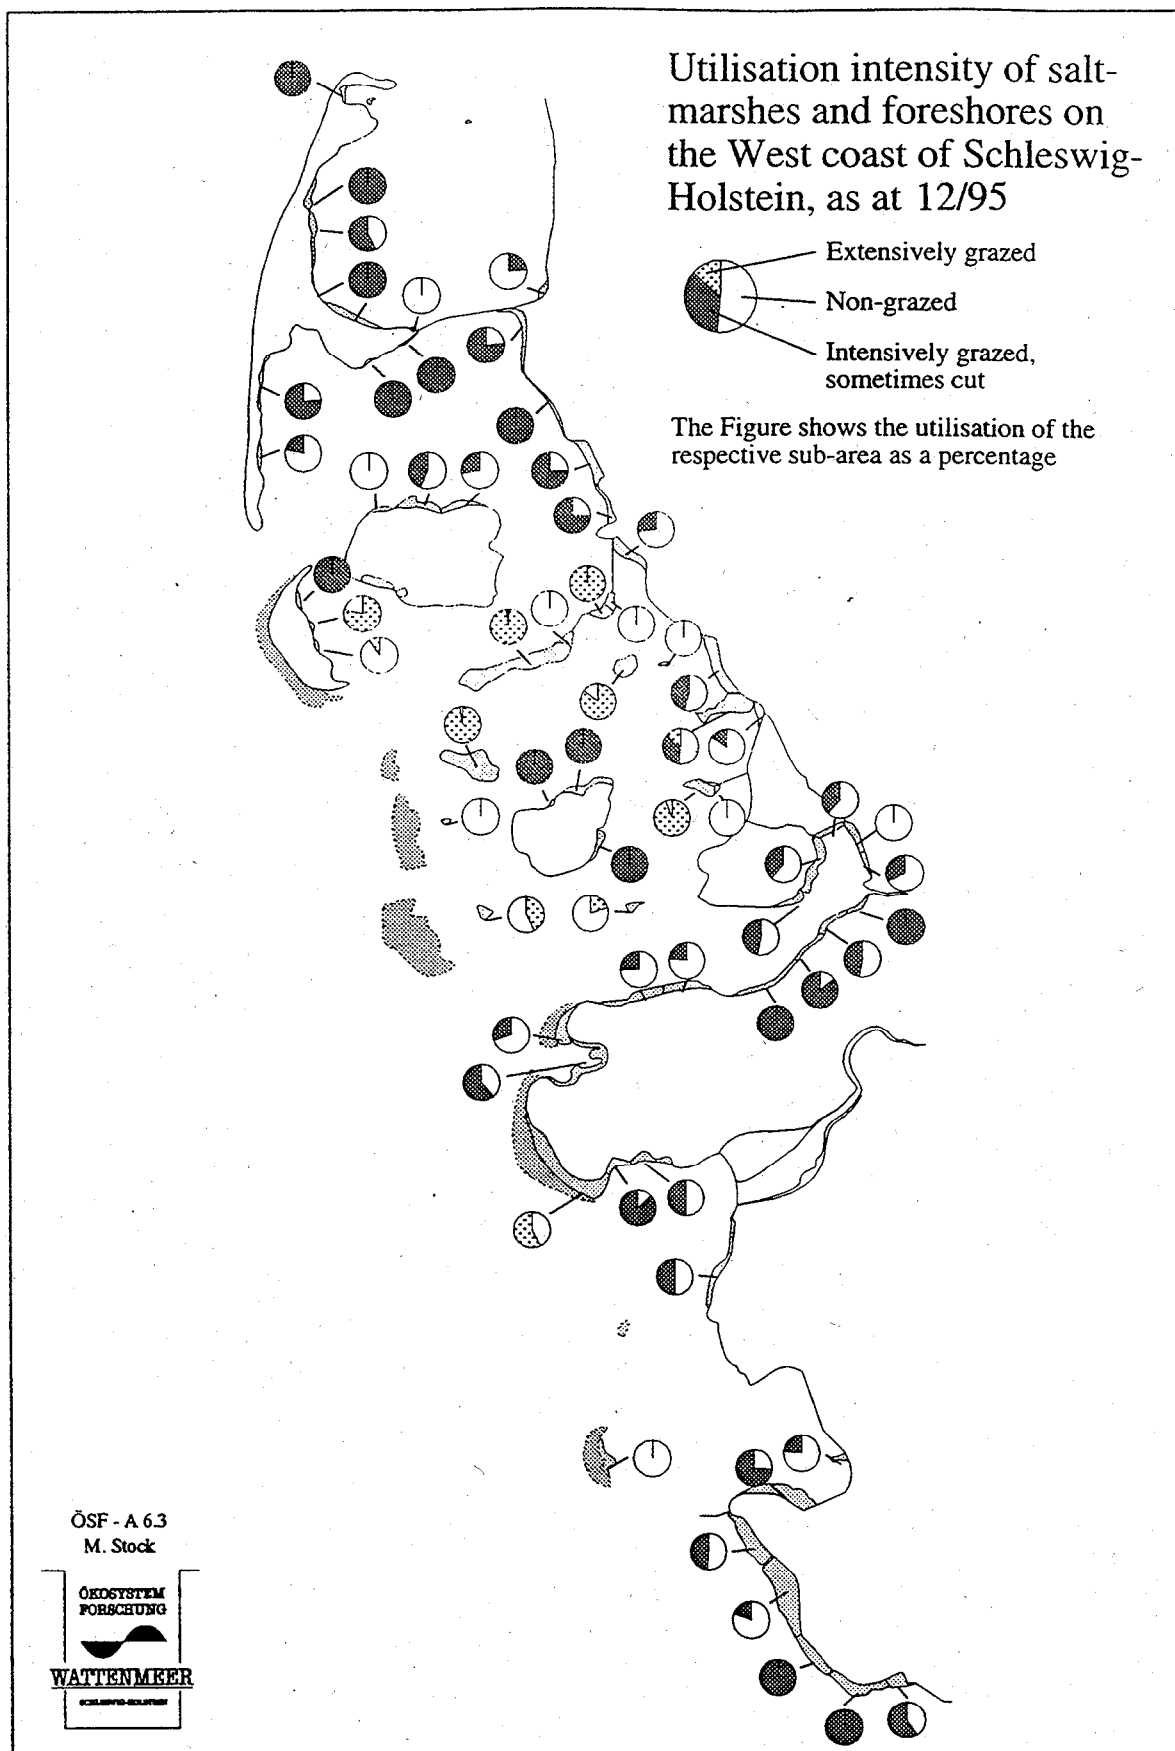 Utilisation intensity of salt-
marshes and foreshores on
the West coast of Schleswig-
Holstein, as at 12/95
Extensively grazed
Non-grazed
Intensively grazed,
sometimes cut
The Figure shows the utilisation of the
respective sub-area as a percentage
ÖSF - A 6.3
M. Stock
ÖKOSYSTEM
FORSCHUNG
WATTENMEER
SCHLESWIG-HOLSTEIN